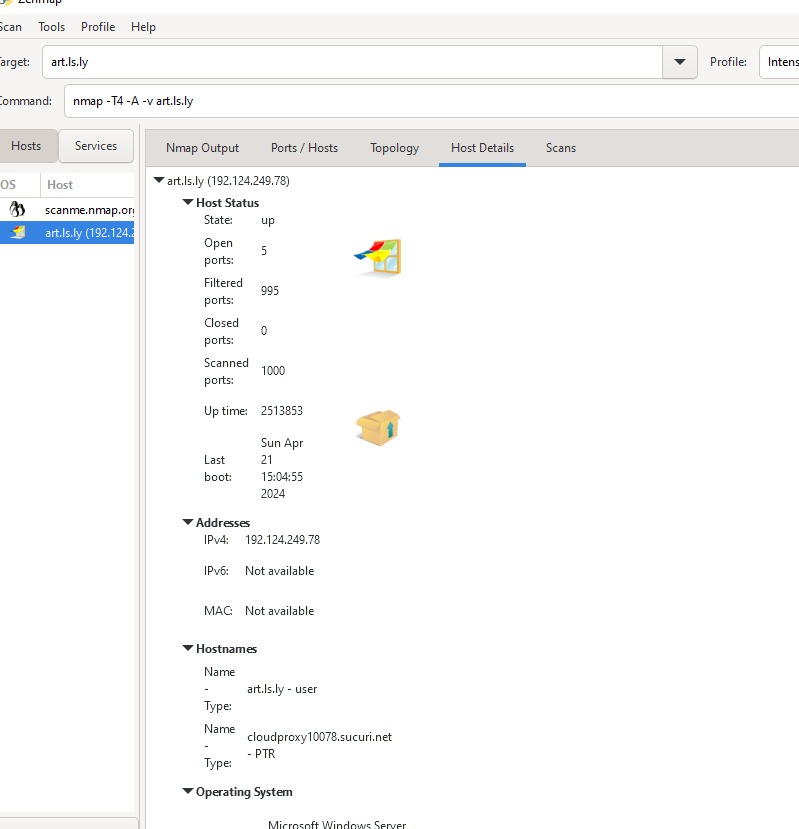 Zenmap
Scan Tools Profile Help
Target: art.ls.ly Profile: Intens
Command: nmap -T4 -A -v art.ls.ly
Hosts Services
Nmap Output Ports / Hosts Topology Host Details Scans
OS Host
scanme.nmap.org
art.ls.ly (192.124.2
art.ls.ly (192.124.249.78)
Host Status
State: up
Open
ports: 5
Filtered
ports: 995
Closed
ports: 0
Scanned
ports: 1000
Up time: 2513853
Last
boot:
Sun Apr
21
15:04:55
2024
Addresses
IPv4: 192.124.249.78
IPv6: Not available
MAC: Not available
Hostnames
Name
-
Type:
art.ls.ly - user
Name
-
Type:
cloudproxy10078.sucuri.net
- PTR
Operating System
Microsoft Windows Server